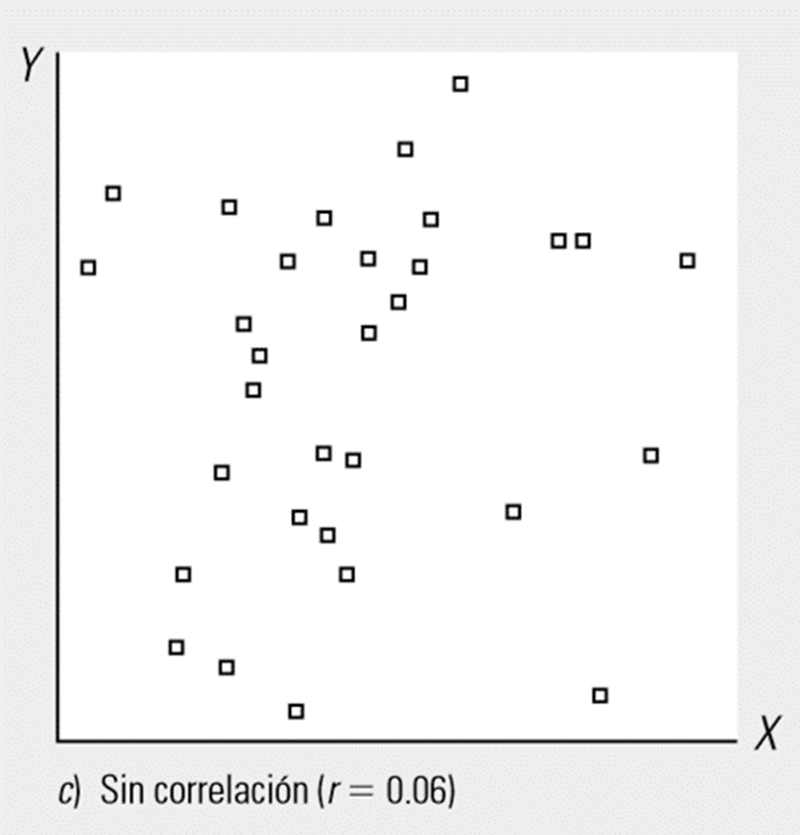 Y
X
c) Sin correlación (r = 0.06)